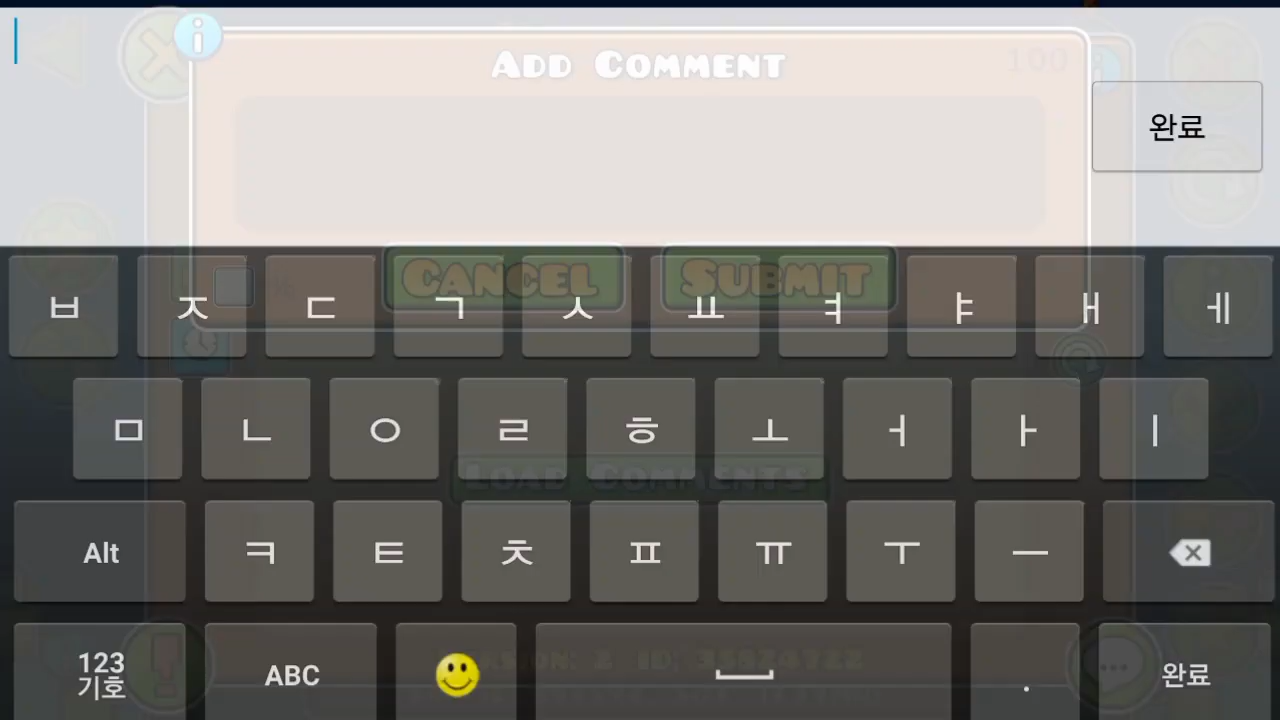 ADD COMMENT
100
완료
CANCEL SUBMIT
ㅂ ㅈ ㄷ ㄱ ㅅ ㅛ ㅕ ㅑ ㅐ ㅔ
ㅁ ㄴ ㅇ ㄹ ㅎ ㅗ ㅓ ㅏ ㅣ
LOAD COMMENTS
Alt ㅋ ㅌ ㅊ ㅍ ㅠ ㅜ ㅡ
123
기호 ABC . 완료